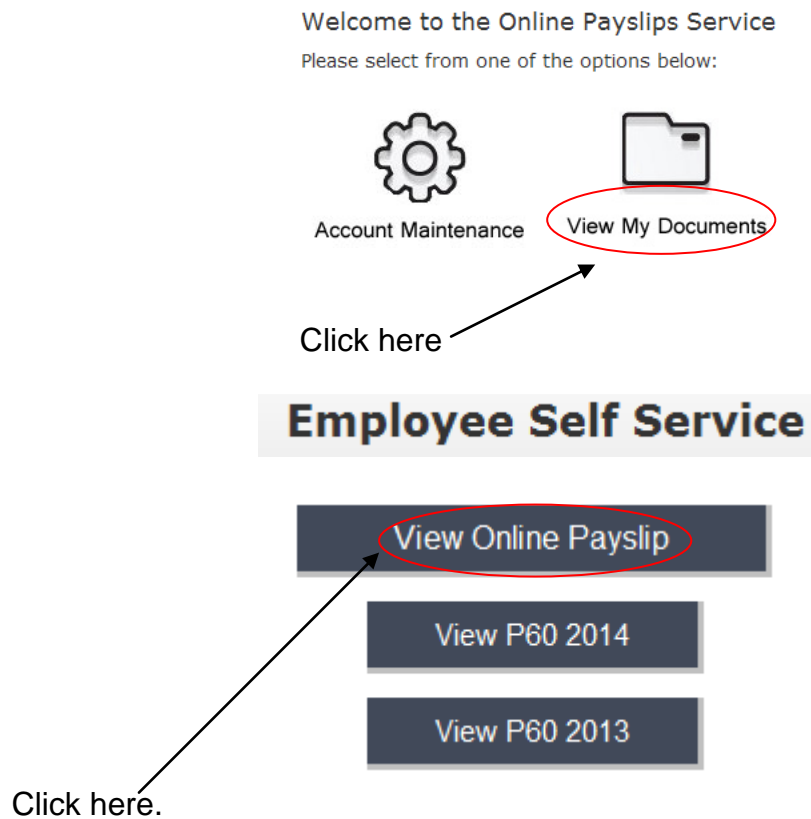 Welcome to the Online Payslips Service
Please select from one of the options below:
Account Maintenance
View My Documents
Click here
Employee Self Service
View Online Payslip
View P60 2014
View P60 2013
Click here.